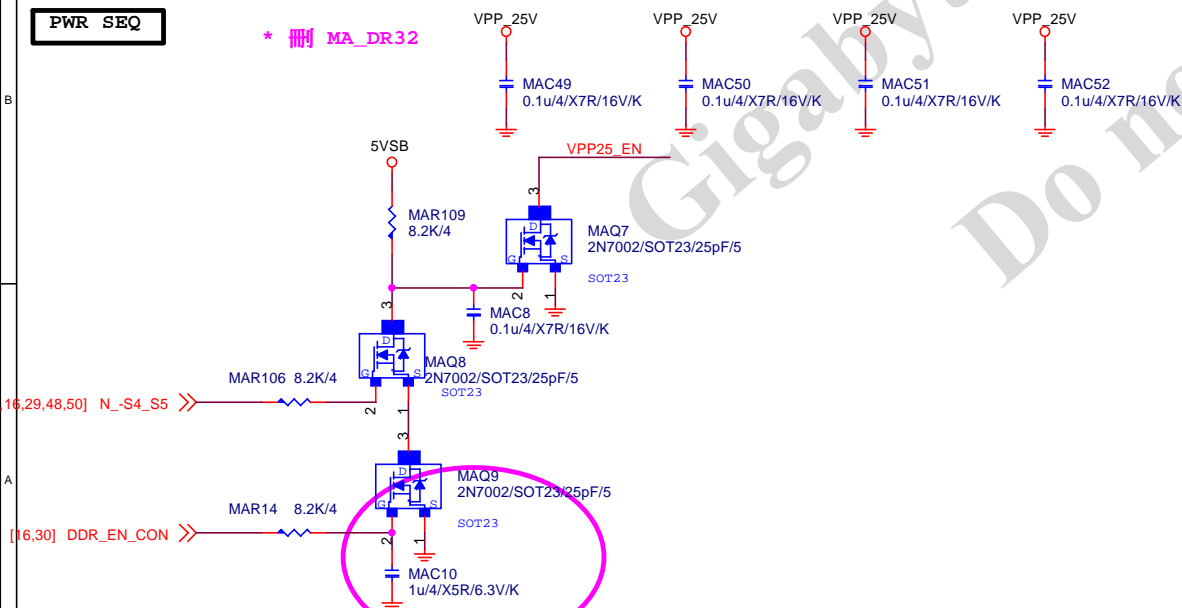 PWR SEQ
* 刪 MA_DR32
VPP_25V
VPP_25V
VPP_25V
VPP_25V
MAC49
0.1u/4/X7R/16V/K
MAC50
0.1u/4/X7R/16V/K
MAC51
0.1u/4/X7R/16V/K
MAC52
0.1u/4/X7R/16V/K
B
5VSB
VPP25_EN
MAR109
8.2K/4
3
D
G
S
MAQ7
2N7002/SOT23/25pF/5
SOT23
2
1
MAC8
0.1u/4/X7R/16V/K
3
D
G
S
MAQ8
2N7002/SOT23/25pF/5
SOT23
MAR106 8.2K/4
,16,29,48,50] N_-S4_S5
2
1
3
D
G
S
MAQ9
2N7002/SOT23/25pF/5
SOT23
A
MAR14 8.2K/4
[16,30] DDR_EN_CON
2
1
MAC10
1u/4/X5R/6.3V/K
Gigaby
Do no